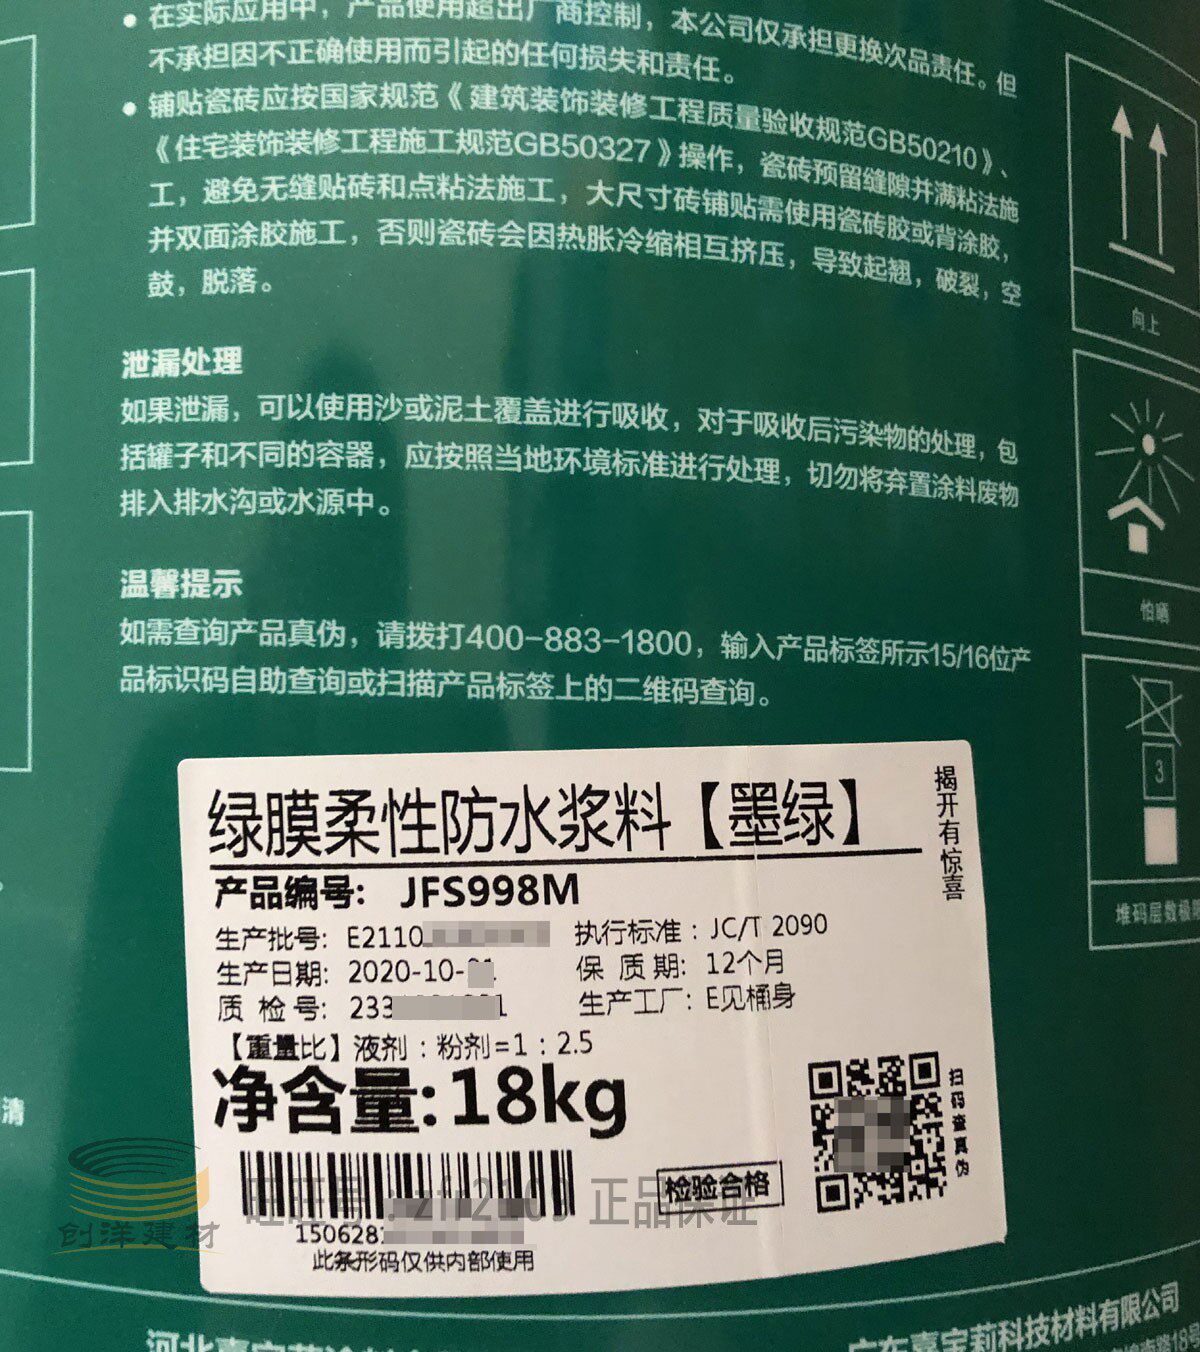 在实际应用中，产品使用超出厂商控制，本公司仅承担更换次品责任。但
不承担因不正确使用而引起的任何损失和责任。
铺贴瓷砖应按国家规范《建筑装饰装修工程质量验收规范GB50210》、
《住宅装饰装修工程施工规范GB50327》操作，瓷砖预留缝隙并满粘法施
工，避免无缝贴砖和点粘法施工，大尺寸砖铺贴需使用瓷砖胶或背涂胶，
并双面涂胶施工，否则瓷砖会因热胀冷缩相互挤压，导致起翘，破裂，空
鼓，脱落。
向上
泄漏处理
如果泄漏，可以使用沙或泥土覆盖进行吸收，对于吸收后污染物的处理，包
括罐子和不同的容器，应按照当地环境标准进行处理，切勿将弃置涂料废物
排入排水沟或水源中。
怕晒
温馨提示
如需查询产品真伪，请拨打400-883-1800，输入产品标签所示15/16位产
品标识码自助查询或扫描产品标签上的二维码查询。
3
堆码层数极
绿膜柔性防水浆料【墨绿】
揭开有惊喜
产品编号： JFS998M
生产批号：E2110
执行标准：JC/T 2090
生产日期：2020-10-
保 质 期：12个月
质 检 号：233
生产工厂：E见桶身
【重量比】液剂：粉剂=1：2.5
净含量:18kg
扫码查真伪
检验合格
150628
此条形码仅供内部使用
清
创洋建材
旺旺号：zfr2169 正品保证
广东嘉宝莉科技材料有限公司